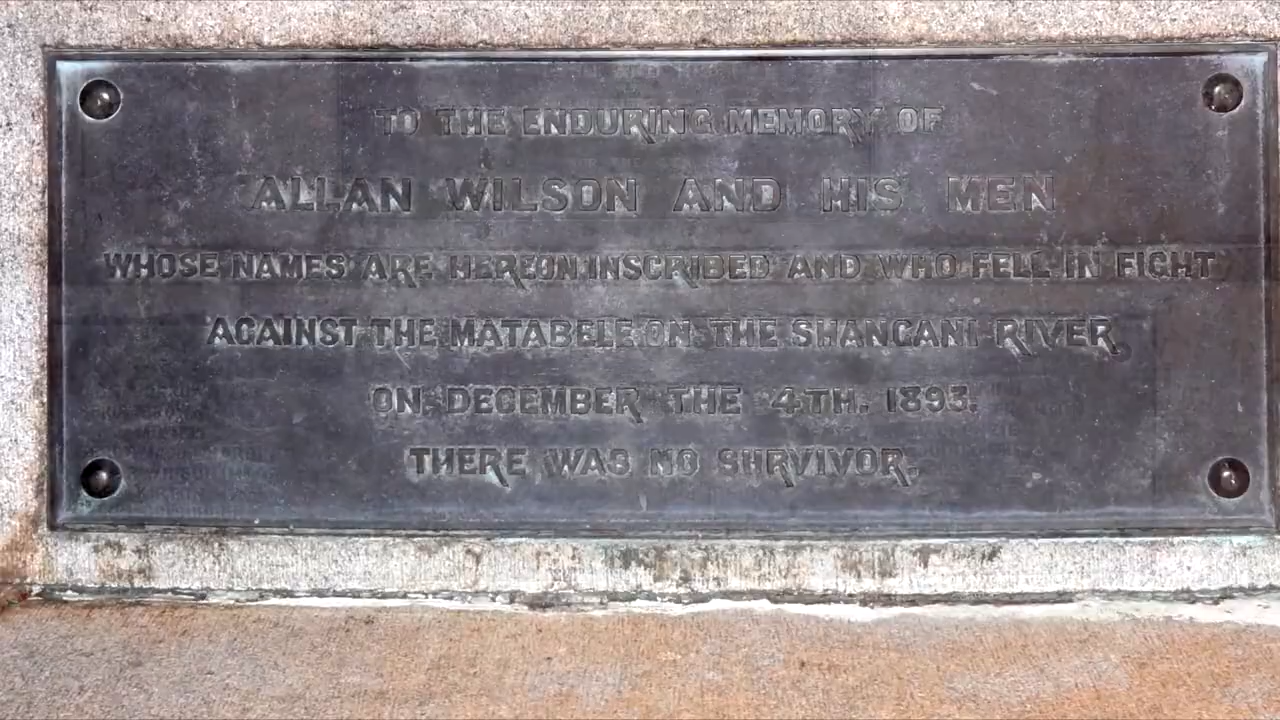 TO THE ENDURING MEMORY OF
ALLAN WILSON AND HIS MEN
WHOSE NAMES ARE HEREON INSCRIBED AND WHO FELL IN FIGHT
AGAINST THE MATABELE ON THE SHANGANI RIVER,
ON DECEMBER THE 4TH. 1893.
THERE WAS NO SURVIVOR.